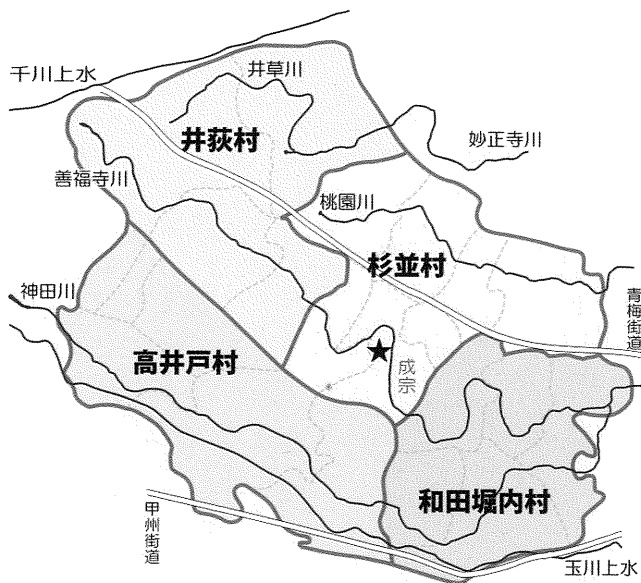 千川上水
井草川
井荻村
妙正寺川
善福寺川
桃園川
杉並村
神田川
青梅街道
高井戸村
成宗
和田堀内村
甲州街道
玉川上水